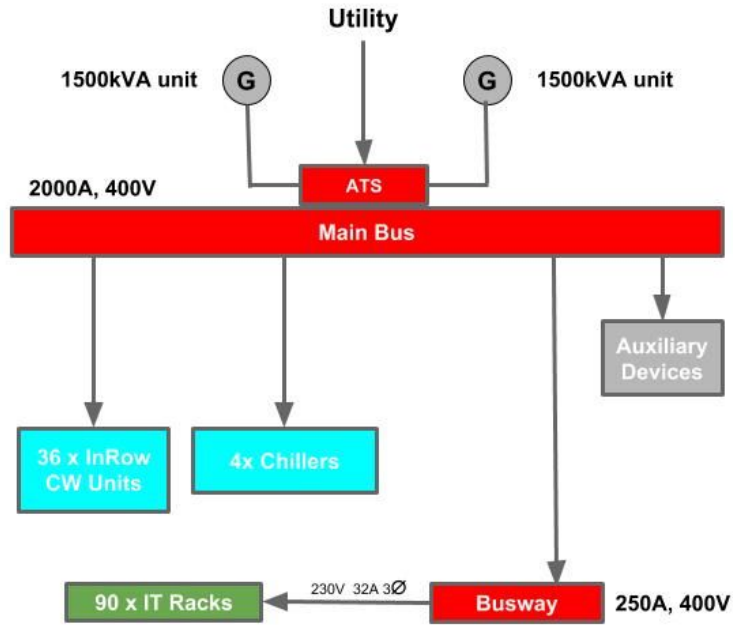 Utility
1500kVA unit
G
G
1500kVA unit
ATS
2000A, 400V
Main Bus
Auxiliary
Devices
36 x InRow
CW Units
4x Chillers
90 x IT Racks
230V 32A 3Ø
Busway
250A, 400V